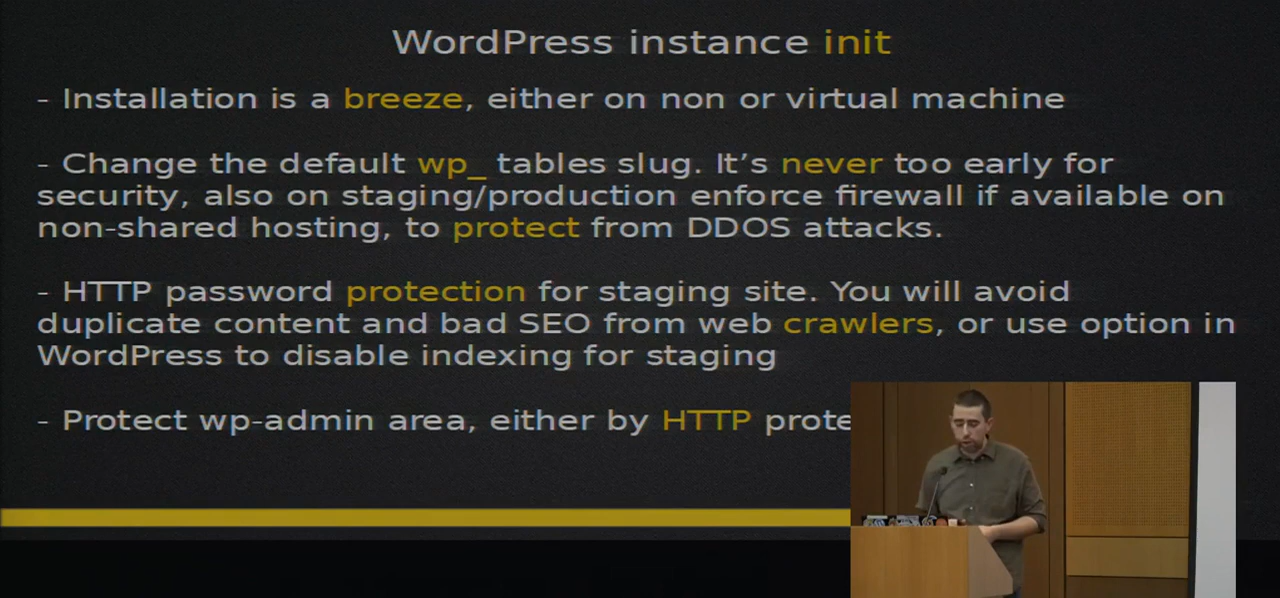 WordPress instance init
- Installation is a breeze, either on non or virtual machine
- Change the default wp_ tables slug. It's never too early for
security, also on staging/production enforce firewall if available on
non-shared hosting, to protect from DDOS attacks.
- HTTP password protection for staging site. You will avoid
duplicate content and bad SEO from web crawlers, or use option in
WordPress to disable indexing for staging
- Protect wp-admin area, either by HTTP